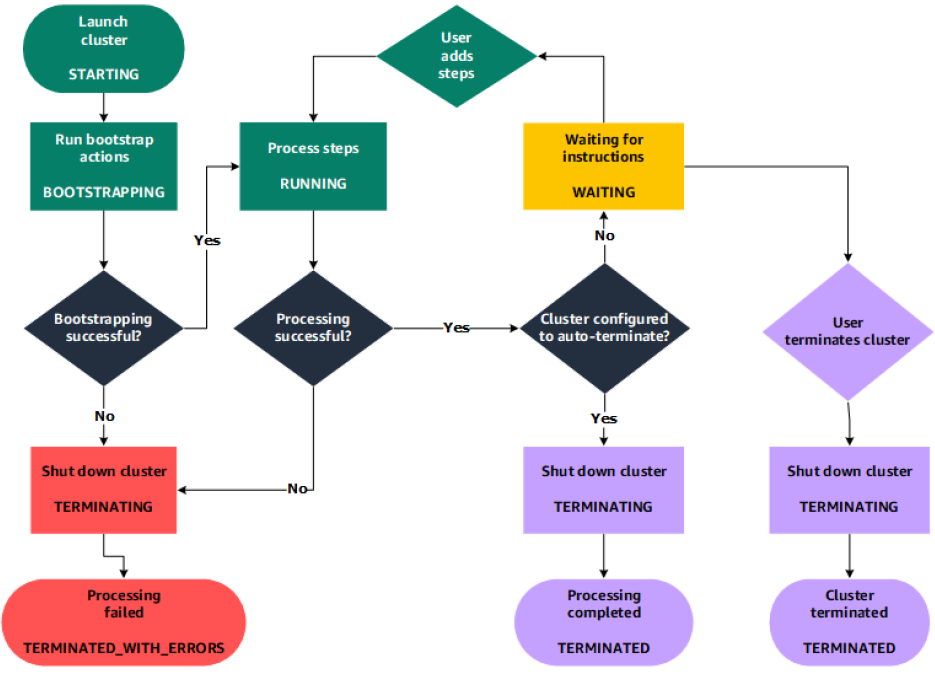 Launch
cluster
STARTING
User
adds
steps
Run bootstrap
actions
BOOTSTRAPPING
Process steps
RUNNING
Waiting for
instructions
WAITING
Yes
No
Bootstrapping
successful?
Processing
successful?
Yes
Cluster configured
to auto-terminate?
User
terminates cluster
No
Yes
Shut down cluster
TERMINATING
No
Shut down cluster
TERMINATING
Shut down cluster
TERMINATING
Processing
failed
TERMINATED_WITH_ERRORS
Processing
completed
TERMINATED
Cluster
terminated
TERMINATED